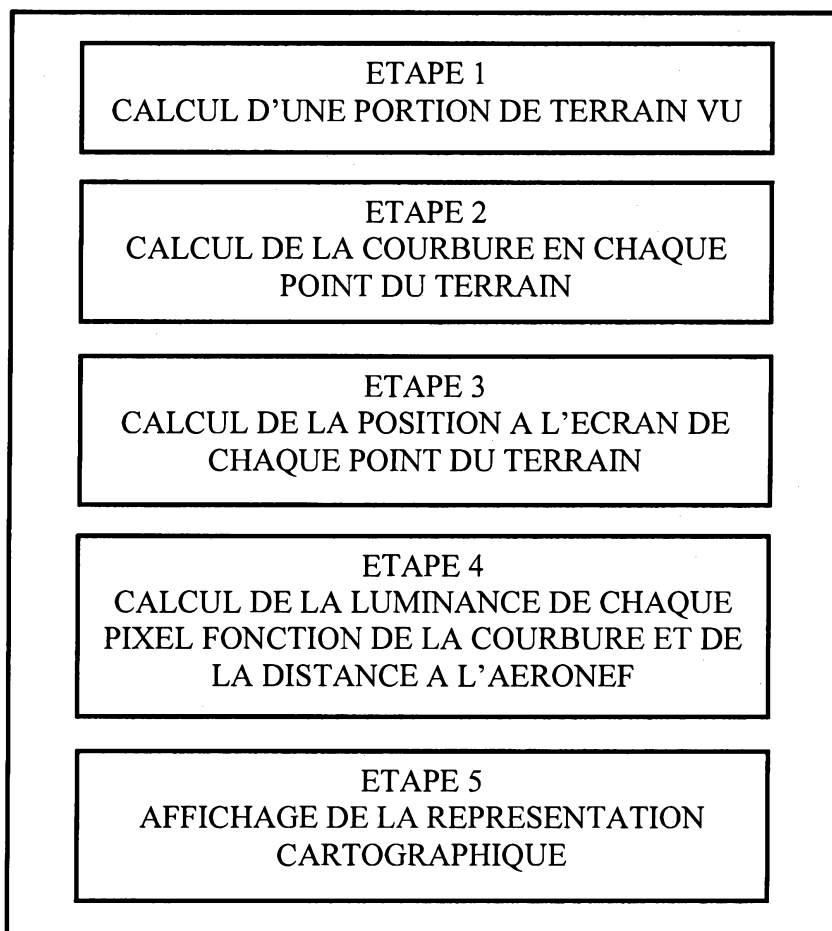 ETAPE 1
CALCUL D'UNE PORTION DE TERRAIN VU
ETAPE 2
CALCUL DE LA COURBURE EN CHAQUE
POINT DU TERRAIN
ETAPE 3
CALCUL DE LA POSITION A L'ECRAN DE
CHAQUE POINT DU TERRAIN
ETAPE 4
CALCUL DE LA LUMINANCE DE CHAQUE
PIXEL FONCTION DE LA COURBURE ET DE
LA DISTANCE A L'AERONEF
ETAPE 5
AFFICHAGE DE LA REPRESENTATION
CARTOGRAPHIQUE